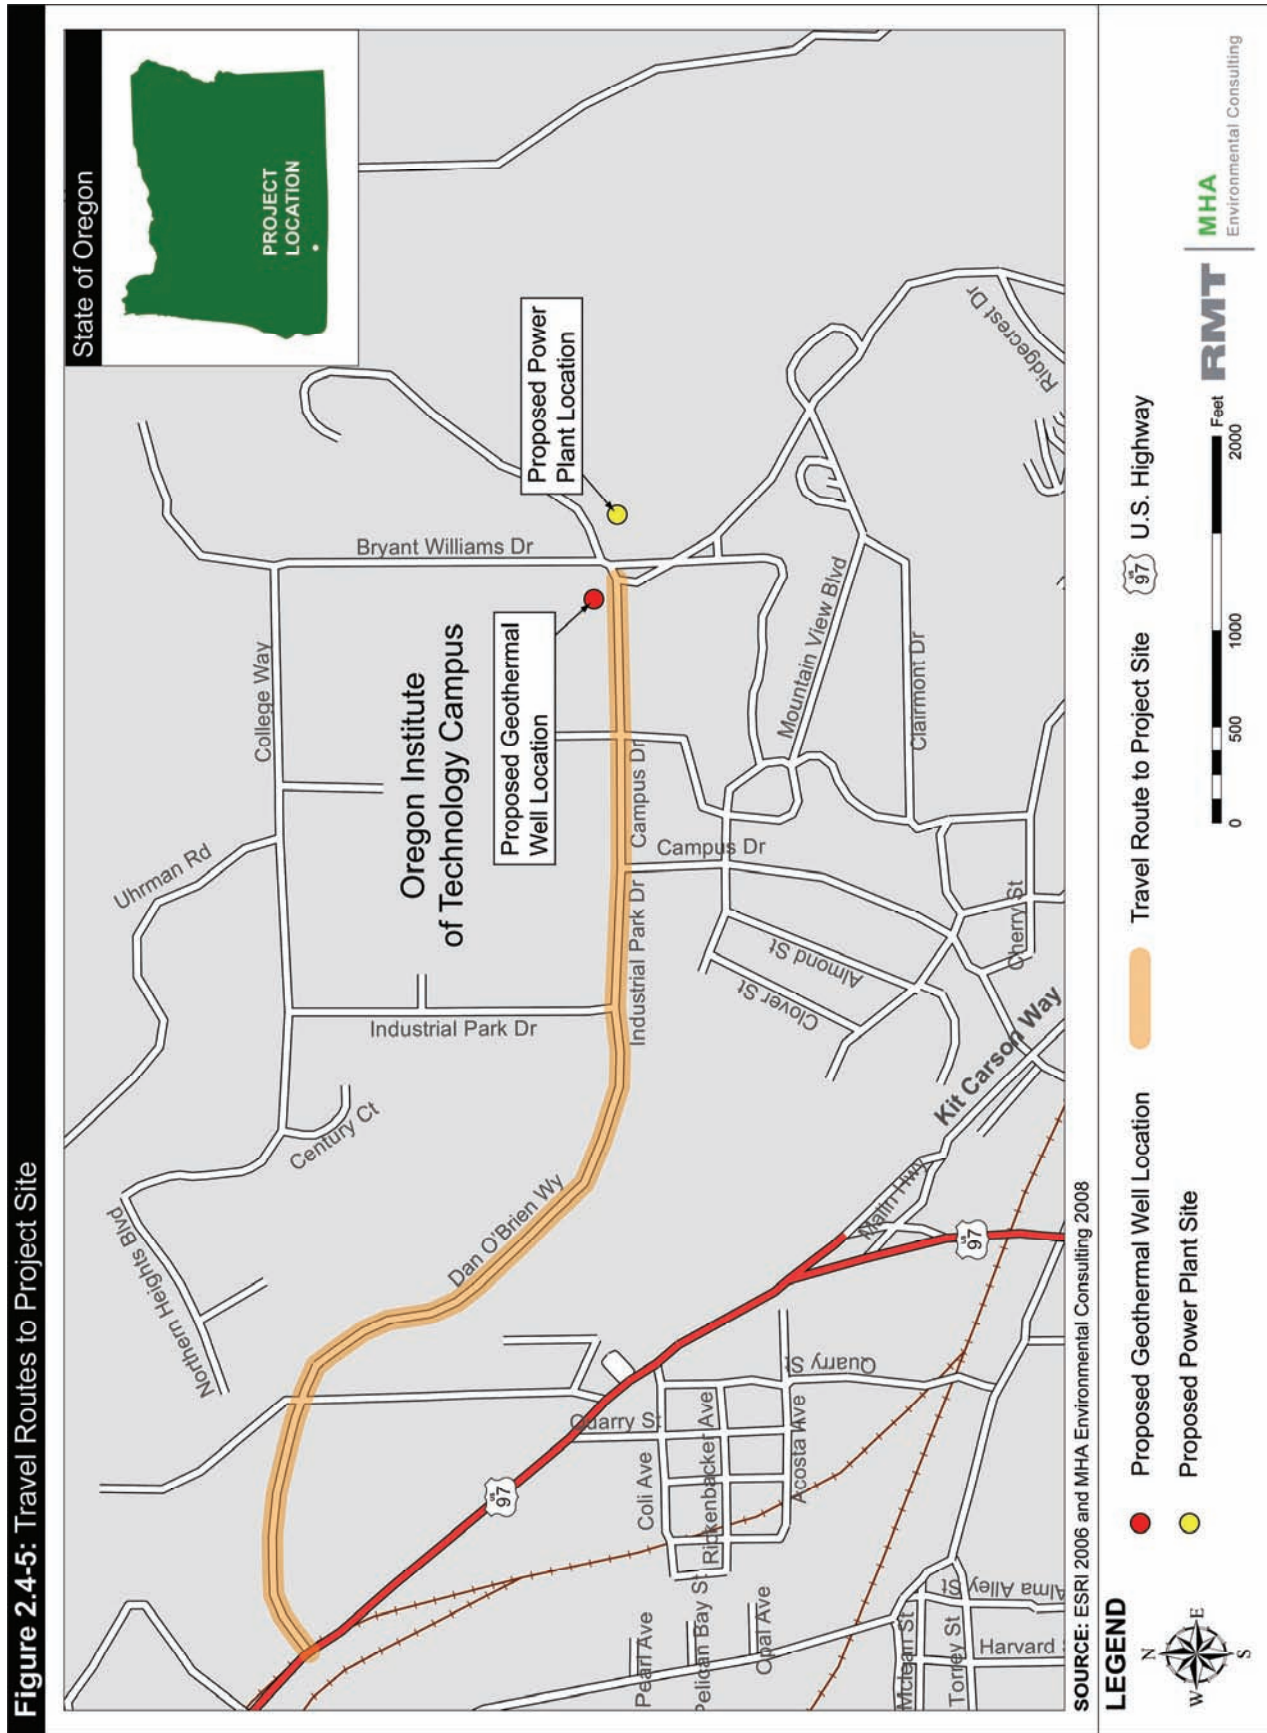 Figure 2.4-5: Travel Routes to Project Site
State of Oregon
PROJECT
LOCATION
Northern Heights Blvd
Century Ct
Uhrman Rd
College Way
Bryant Williams Dr
Industrial Park Dr
Oregon Institute
of Technology Campus
Proposed Geothermal
Well Location
Proposed Power
Plant Location
Dan O'Brien Wy
Industrial Park Dr
Campus Dr
Campus Dr
US
97
Quarry St
Coli Ave
Rickenbacker Ave
Acosta Ave
Quarry St
Pearl Ave
Pelican Bay St
Opal Ave
Mclean St
Torrey St
Harvard
Alma Alley St
Malin Hwy
US
97
Kit Carson Way
Clover St
Almond St
Cherry St
Mountain View Blvd
Clairmont Dr
Ridgecrest Dr
SOURCE: ESRI 2006 and MHA Environmental Consulting 2008
LEGEND
N
W
E
S
Proposed Geothermal Well Location
Proposed Power Plant Site
Travel Route to Project Site
US
97
U.S. Highway
0
500
1000
2000
Feet
RMT
MHA
Environmental Consulting